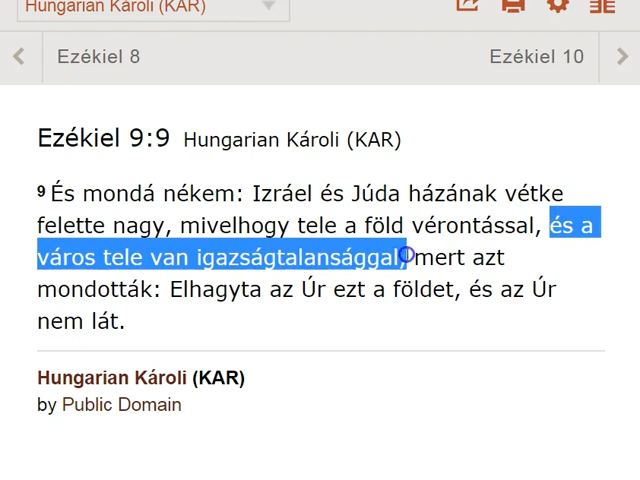 Hungarian Károli (KAR)
Ezékiel 8
Ezékiel 10
Ezékiel 9:9 Hungarian Károli (KAR)
9 És mondá nékem: Izráel és Júda házának vétke
felette nagy, mivelhogy tele a föld vérontással, és a
város tele van igazságtalansággal, mert azt
mondották: Elhagyta az Úr ezt a földet, és az Úr
nem lát.
Hungarian Károli (KAR)
by Public Domain